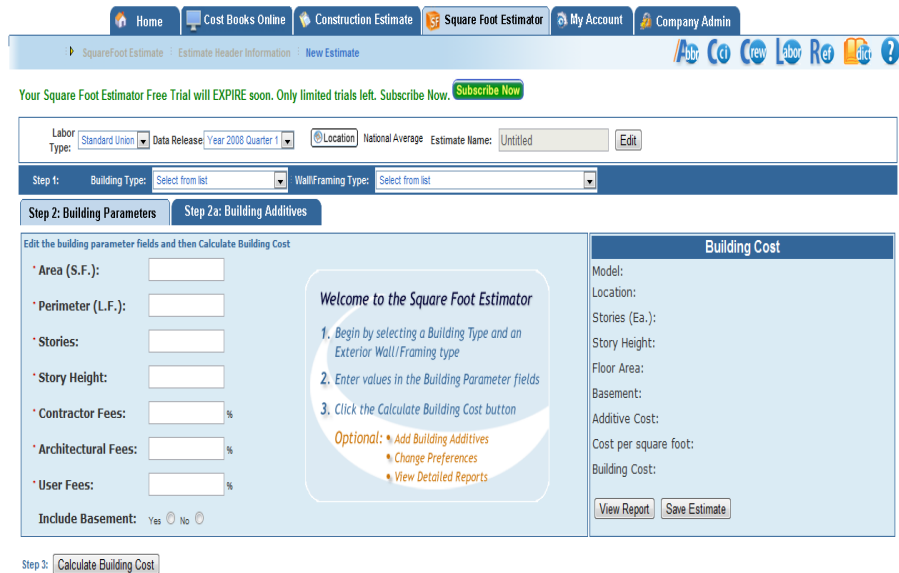 Home Cost Books Online Construction Estimate SF Square Foot Estimator My Account Company Admin
SquareFoot Estimate Estimate Header Information New Estimate Abbr Cci Crew Labor Ref dict ?
Your Square Foot Estimator Free Trial will EXPIRE soon. Only limited trials left. Subscribe Now. Subscribe Now
Labor Type: Standard Union Data Release Year 2008 Quarter 1 Location National Average Estimate Name: Untitled Edit
Step 1: Building Type: Select from list Wall\Framing Type: Select from list
Step 2: Building Parameters Step 2a: Building Additives
Edit the building parameter fields and then Calculate Building Cost
* Area (S.F.):
* Perimeter (L.F.):
* Stories:
* Story Height:
* Contractor Fees: %
* Architectural Fees: %
* User Fees: %
Include Basement: Yes No
Welcome to the Square Foot Estimator
1. Begin by selecting a Building Type and an
Exterior Wall/Framing type
2. Enter values in the Building Parameter fields
3. Click the Calculate Building Cost button
Optional: • Add Building Additives
• Change Preferences
• View Detailed Reports
Building Cost
Model:
Location:
Stories (Ea.):
Story Height:
Floor Area:
Basement:
Additive Cost:
Cost per square foot:
Building Cost:
View Report Save Estimate
Step 3: Calculate Building Cost